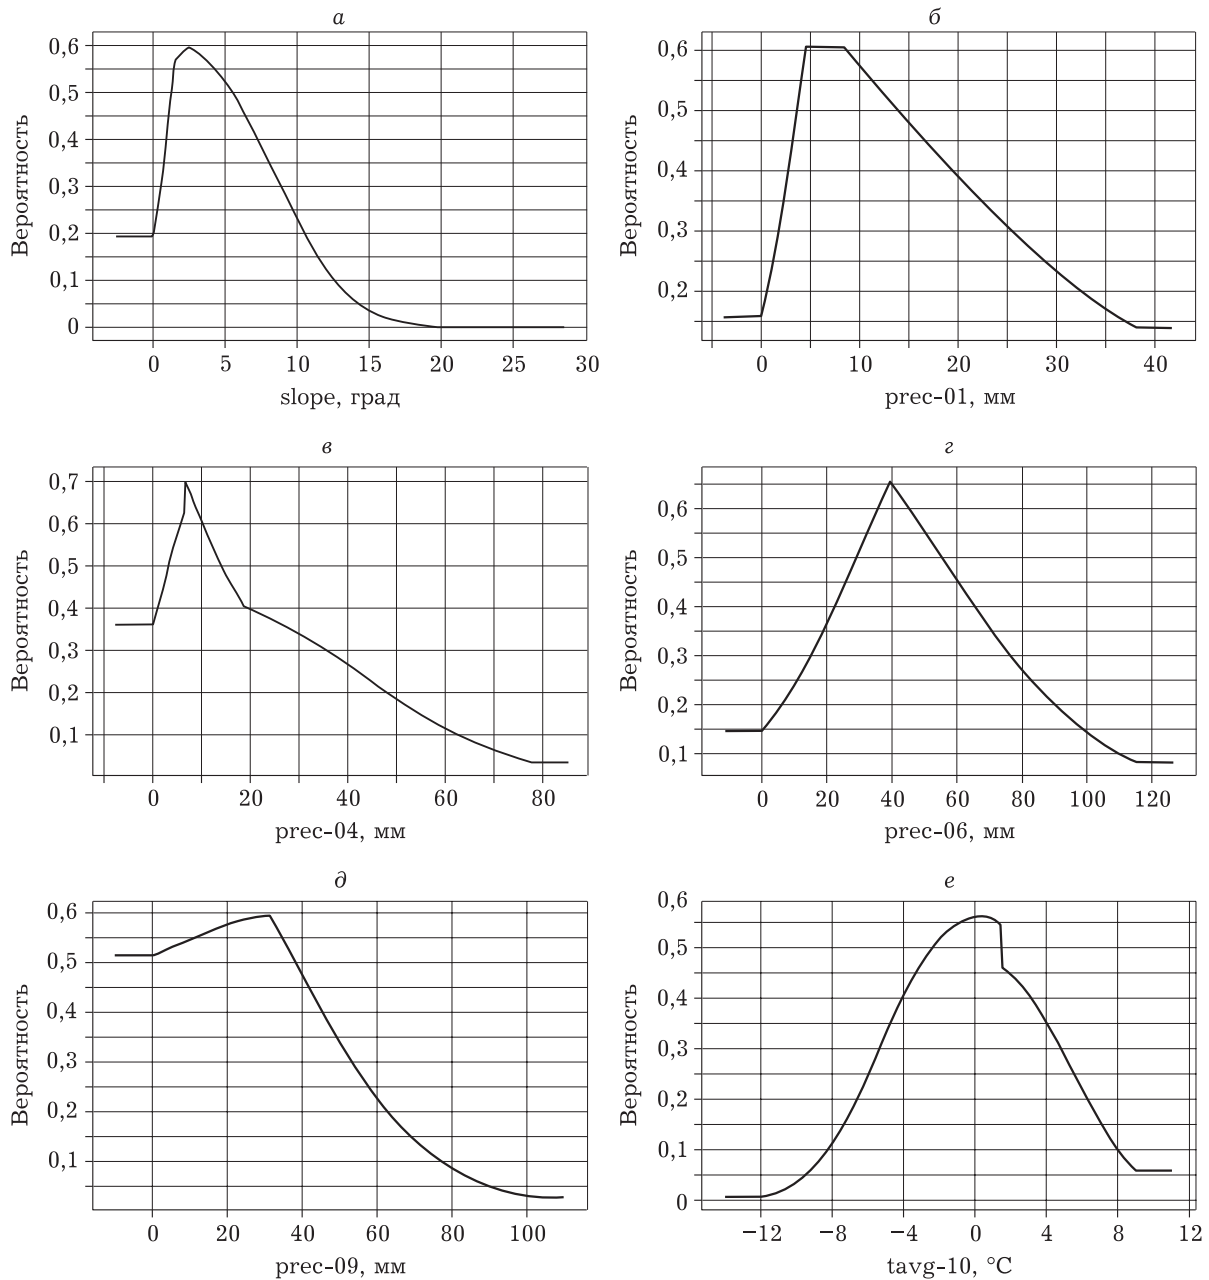 а
Вероятность
0,6
0,5
0,4
0,3
0,2
0,1
0
0 5 10 15 20 25 30
slope, град
б
Вероятность
0,6
0,5
0,4
0,3
0,2
0 10 20 30 40
prec-01, мм
в
Вероятность
0,7
0,6
0,5
0,4
0,3
0,2
0,1
0 20 40 60 80
prec-04, мм
г
Вероятность
0,6
0,5
0,4
0,3
0,2
0,1
0 20 40 60 80 100 120
prec-06, мм
д
Вероятность
0,6
0,5
0,4
0,3
0,2
0,1
0 20 40 60 80 100
prec-09, мм
е
Вероятность
0,6
0,5
0,4
0,3
0,2
0,1
0
−12 −8 −4 0 4 8 12
tavg-10, °C